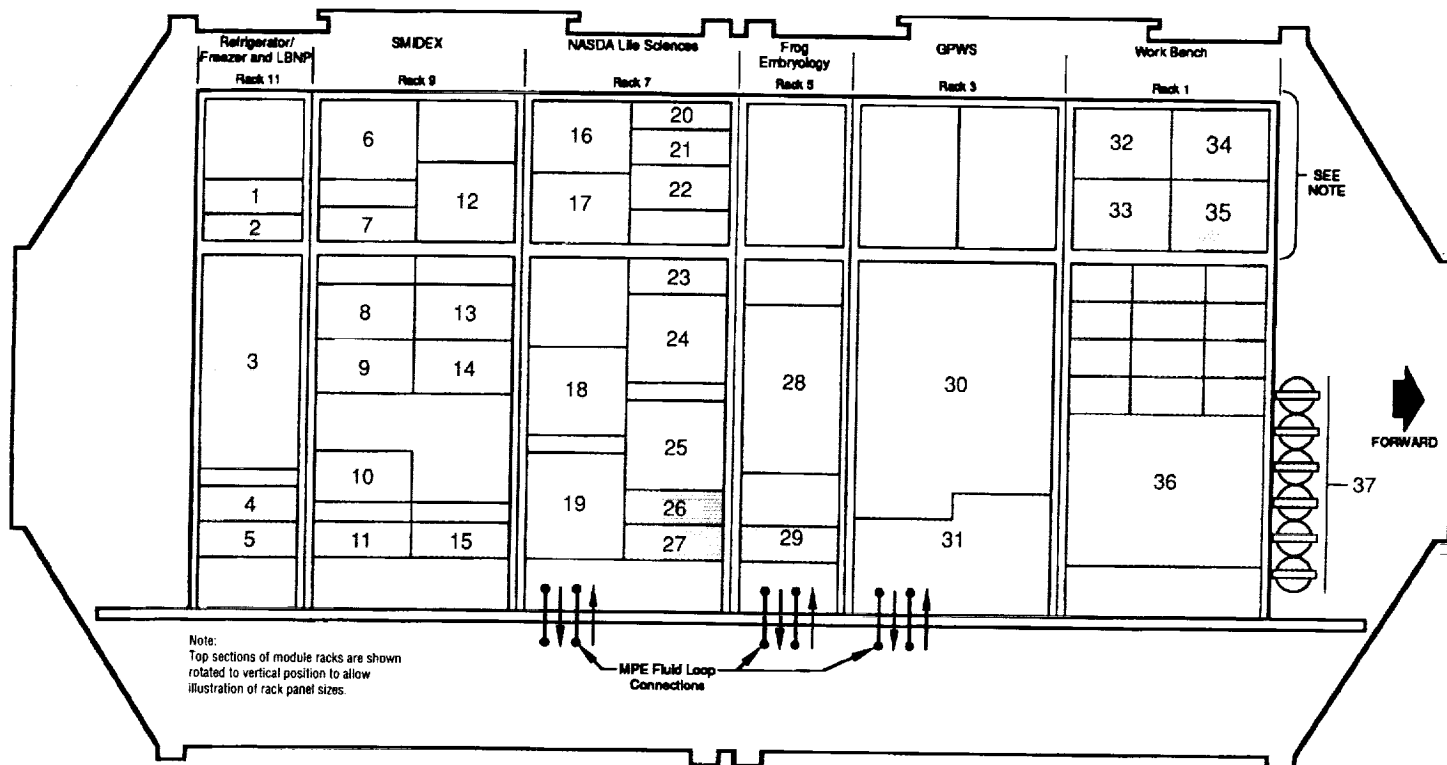 Refrigerator/
Freezer and LBNP
SMIDEX
NASDA Life Sciences
Frog
Embryology
GPWS
Work Bench
Rack 11
Rack 9
Rack 7
Rack 5
Rack 3
Rack 1
1
2
3
4
5
6
7
8
9
10
11
12
13
14
15
16
17
18
19
20
21
22
23
24
25
26
27
28
29
30
31
32
33
34
35
36
37
SEE
NOTE
FORWARD
MPE Fluid Loop
Connections
Note:
Top sections of module racks are shown
rotated to vertical position to allow
illustration of rack panel sizes.